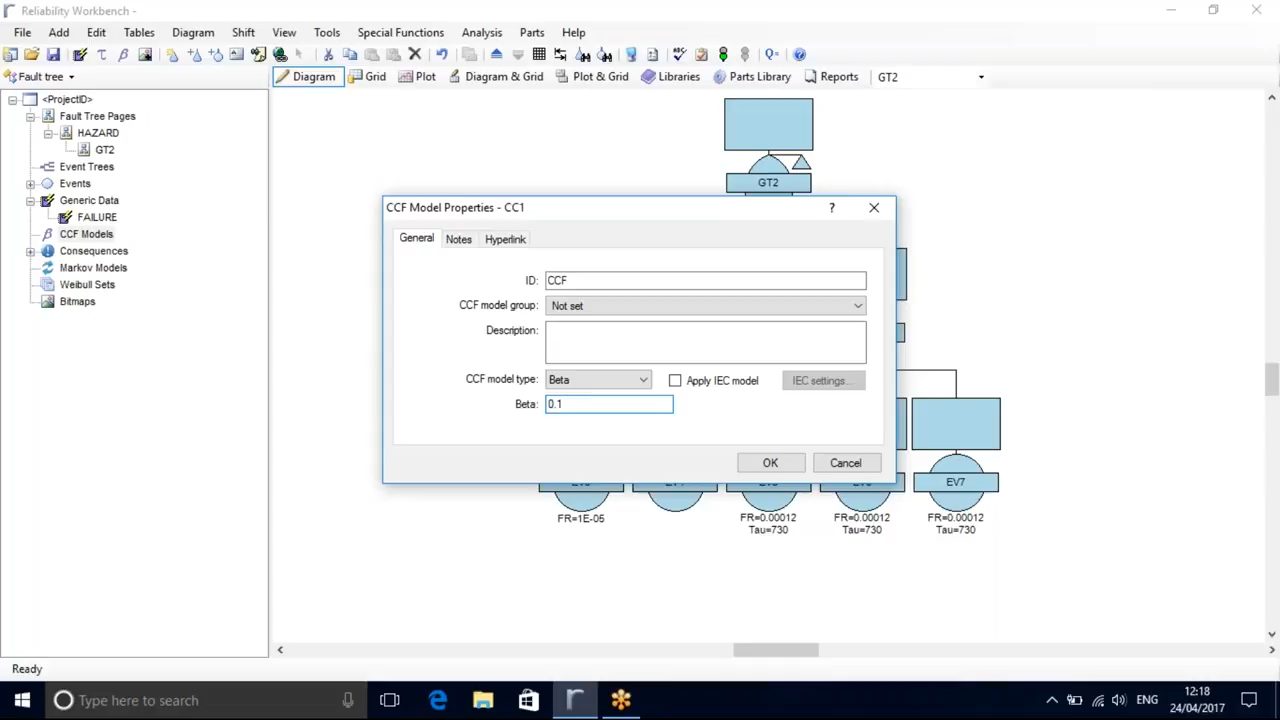 Reliability Workbench -
File Add Edit Tables Diagram Shift View Tools Special Functions Analysis Parts Help
Fault tree Diagram Grid Plot Diagram & Grid Plot & Grid Libraries Parts Library Reports GT2
<ProjectID>
Fault Tree Pages
HAZARD
GT2
Event Trees
Events
Generic Data
FAILURE
CCF Models
Consequences
Markov Models
Weibull Sets
Bitmaps
GT2
CCF Model Properties - CC1
General Notes Hyperlink
ID: CCF
CCF model group: Not set
Description:
CCF model type: Beta Apply IEC model IEC settings...
Beta: 0.1
OK Cancel
EV7
FR=1E-05 FR=0.00012 FR=0.00012 FR=0.00012
Tau=730 Tau=730 Tau=730
Ready
Type here to search
ENG
12:18
24/04/2017